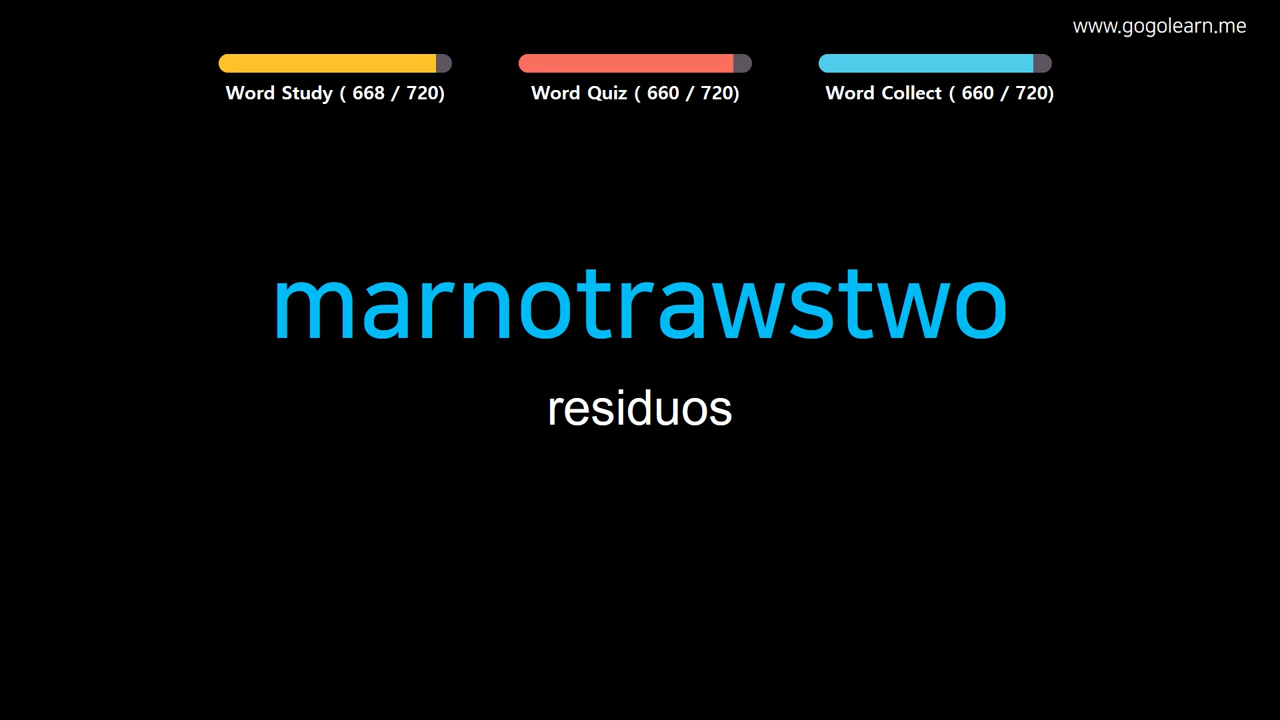 www.gogolearn.me
Word Study ( 668 / 720)
Word Quiz ( 660 / 720)
Word Collect ( 660 / 720)
marnotrawstwo
residuos